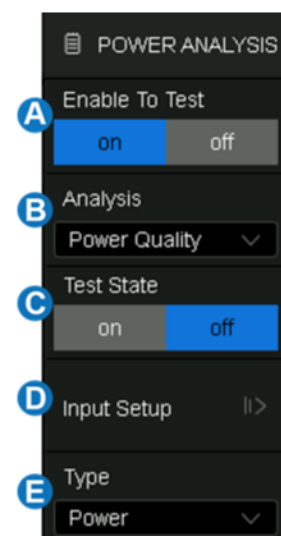 POWER ANALYSIS
A
Enable To Test
on off
B
Analysis
Power Quality
C
Test State
on off
D
Input Setup
E
Type
Power